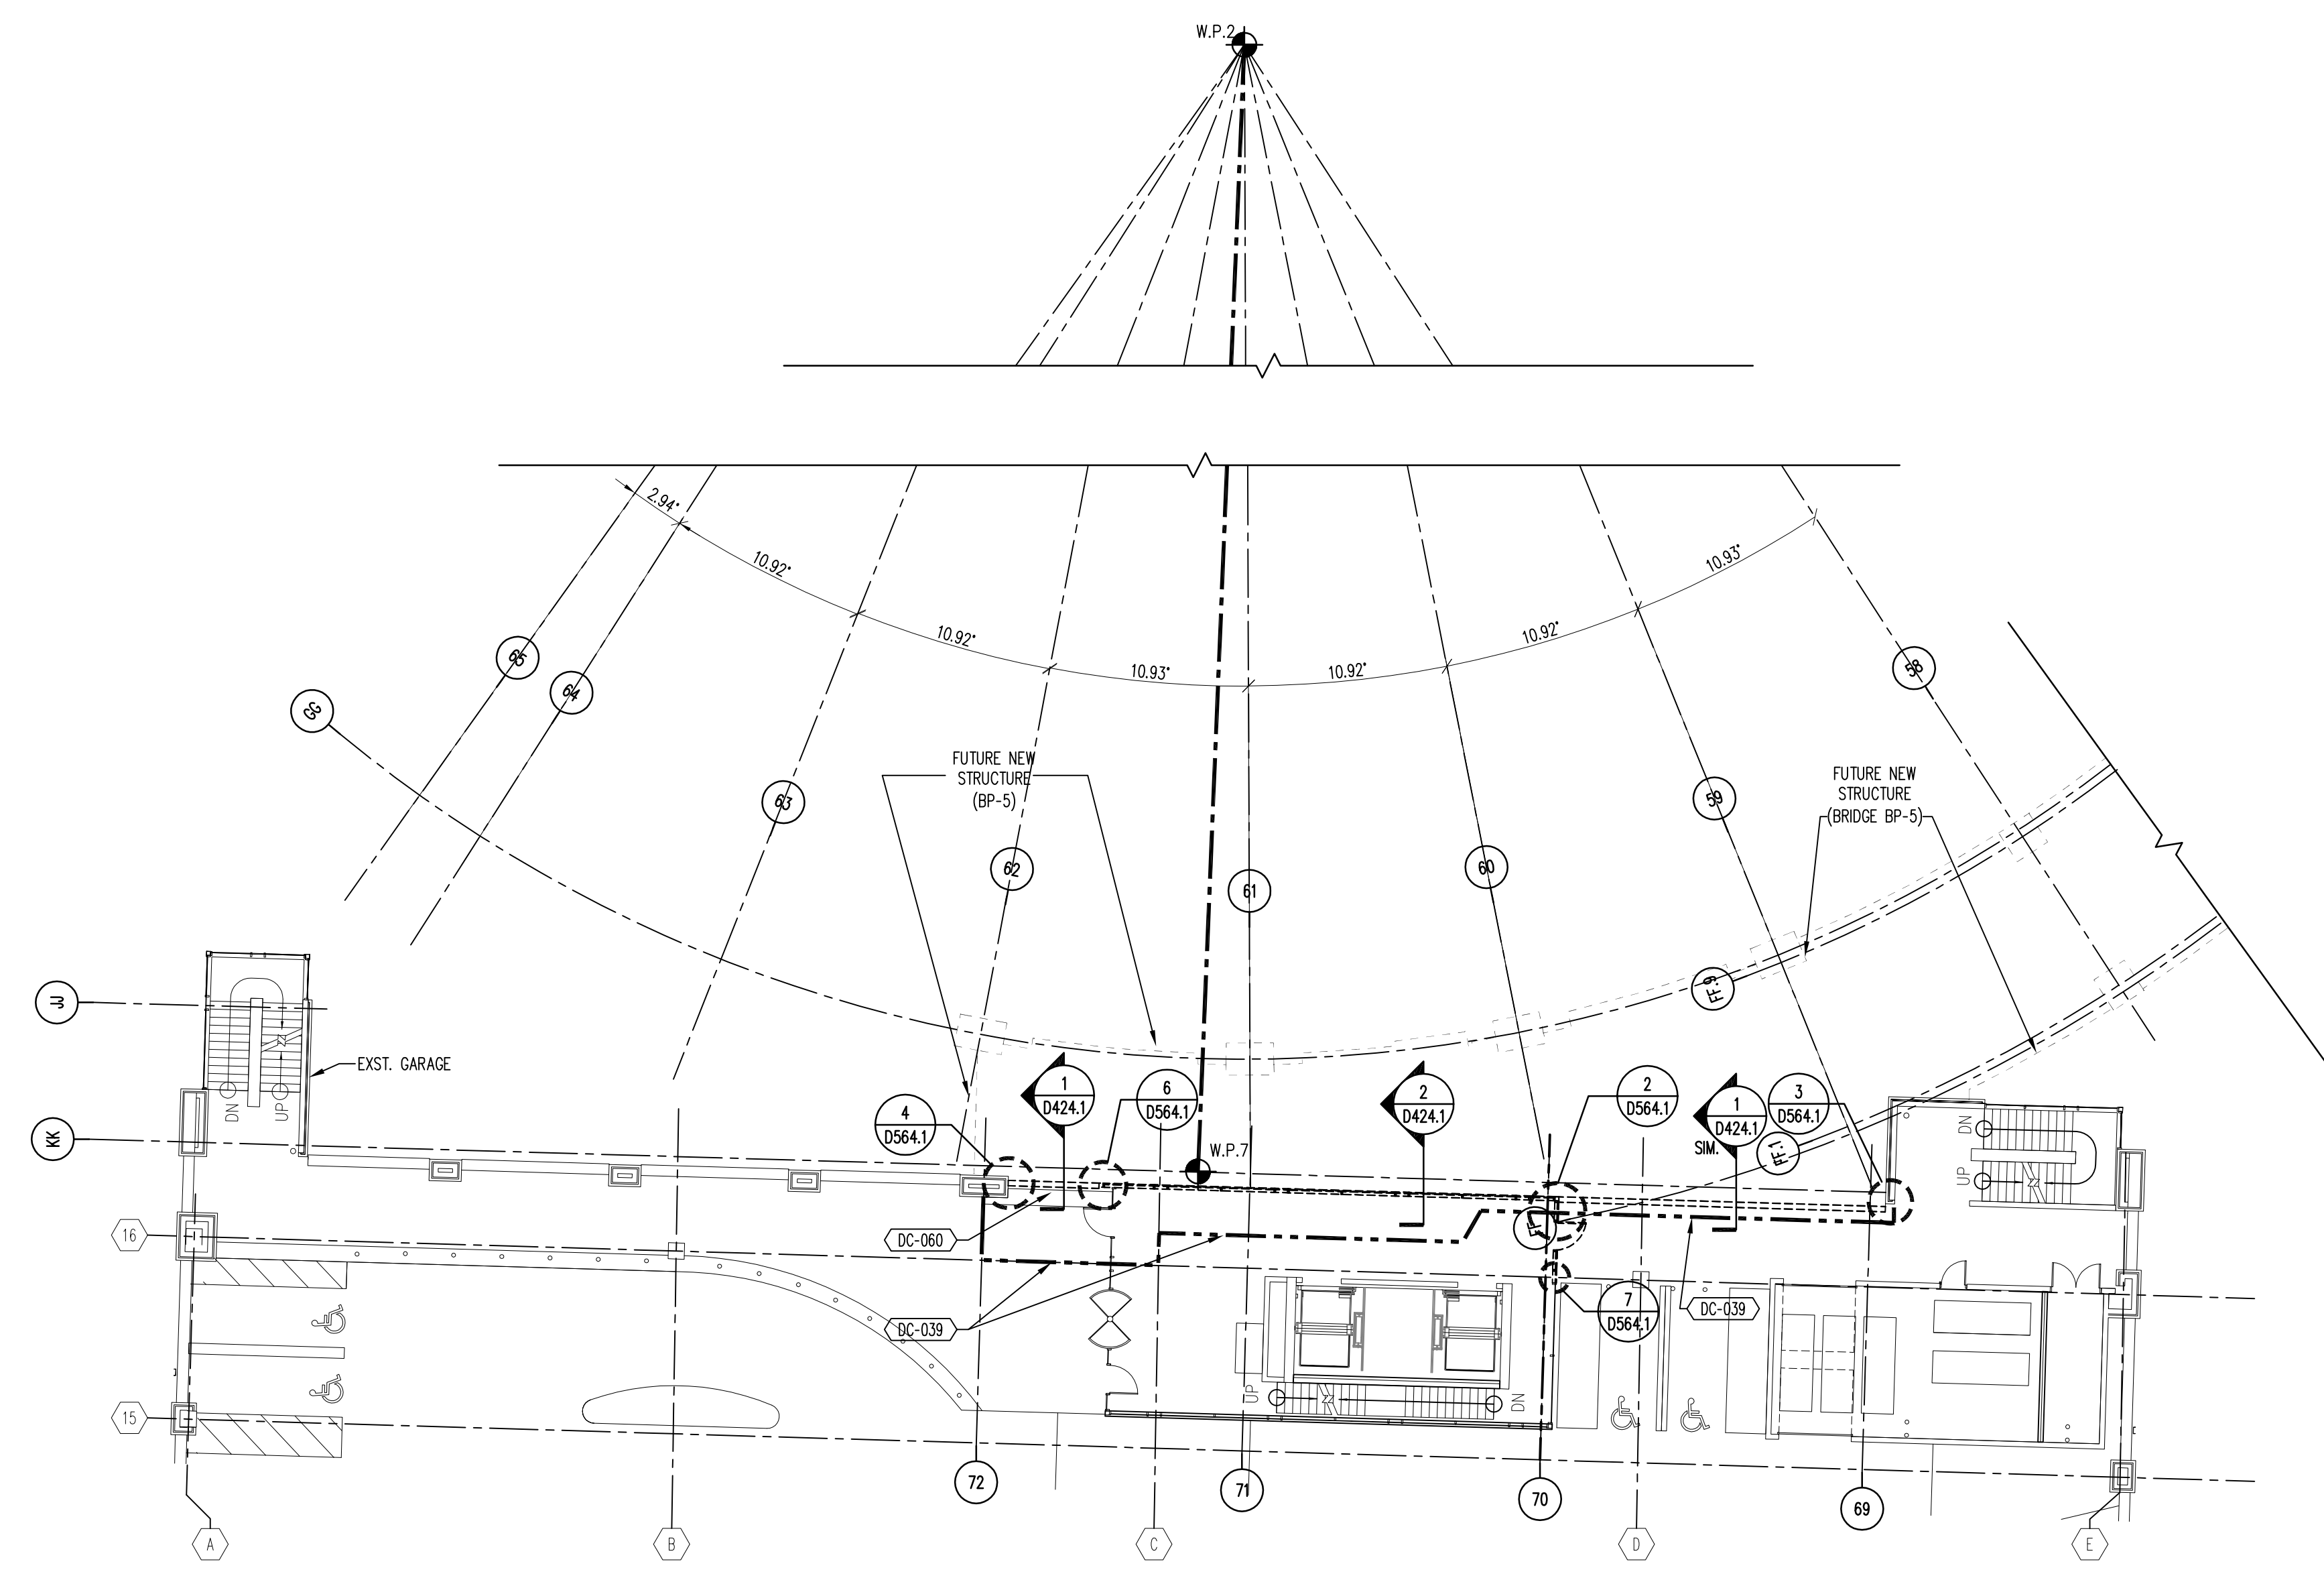 W.P.2
2.94°
10.92°
10.92°
10.93°
10.92°
10.92°
10.93°
65
64
63
62
61
60
59
58
GG
FUTURE NEW
STRUCTURE
(BP-5)
FUTURE NEW
STRUCTURE
(BRIDGE BP-5)
FF.9
JJ
EXST. GARAGE
DN
UP
KK
4
D564.1
1
D424.1
6
D564.1
W.P.7
2
D424.1
2
D564.1
1
D424.1
SIM.
3
D564.1
FF.1
FF
DN
UP
16
DC-060
DC-039
7
D564.1
DC-039
UP
DN
15
72
71
70
69
A
B
C
D
E